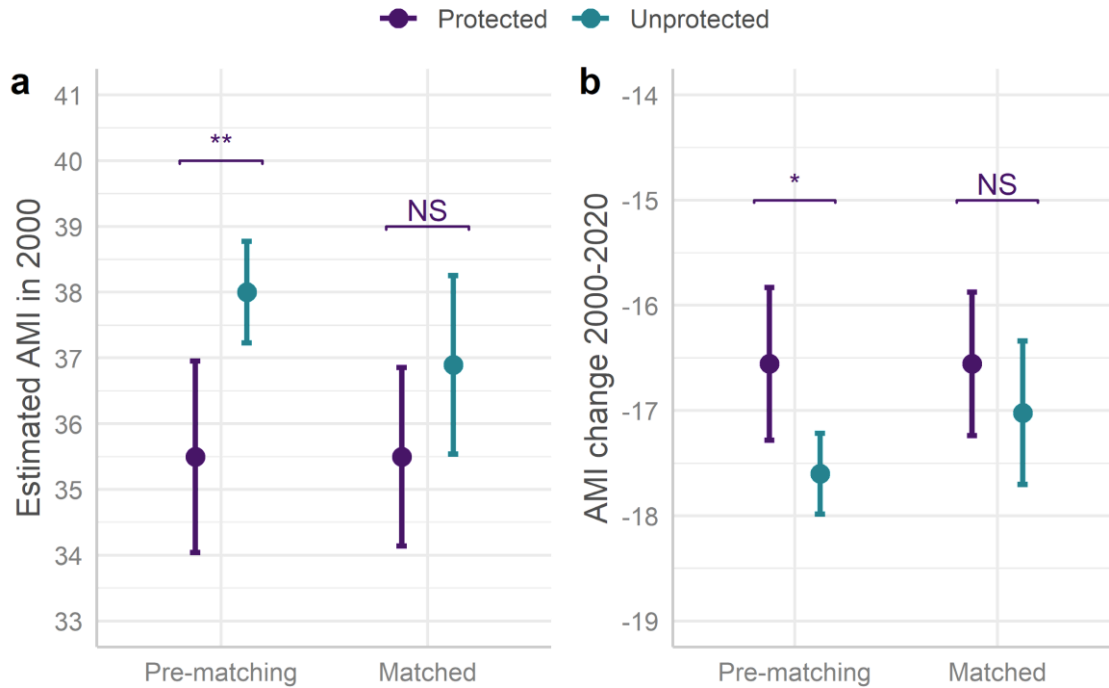 Protected Unprotected
a
Estimated AMI in 2000
41
40
39
38
37
36
35
34
33
**
NS
Pre-matching Matched
b
AMI change 2000-2020
-14
-15
-16
-17
-18
-19
*
NS
Pre-matching Matched